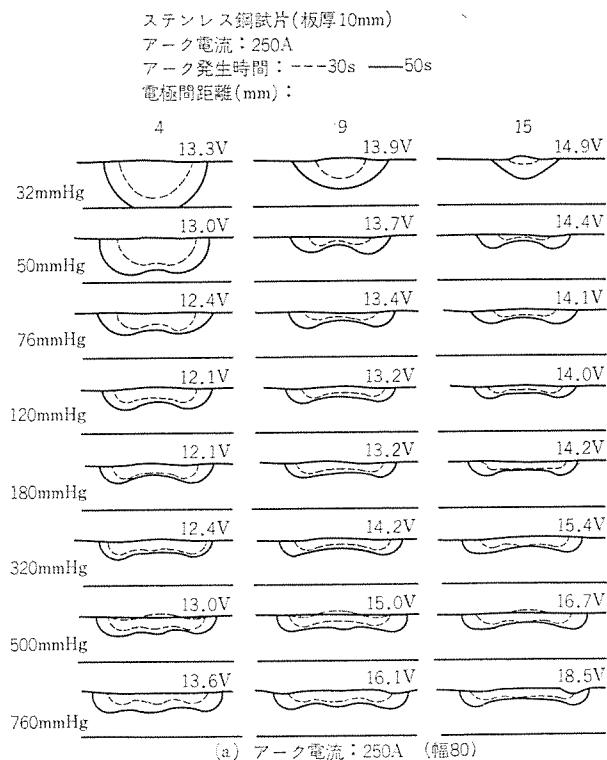 ステンレス鋼試片(板厚10mm)
アーク電流：250A
アーク発生時間：---30s ―50s
電極間距離(mm)：
4 9 15
13.3V 13.9V 14.9V
32mmHg
13.0V 13.7V 14.4V
50mmHg
12.4V 13.4V 14.1V
76mmHg
12.1V 13.2V 14.0V
120mmHg
12.1V 13.2V 14.2V
180mmHg
12.4V 14.2V 15.4V
320mmHg
13.0V 15.0V 16.7V
500mmHg
13.6V 16.1V 18.5V
760mmHg
(a) アーク電流：250A (幅80)